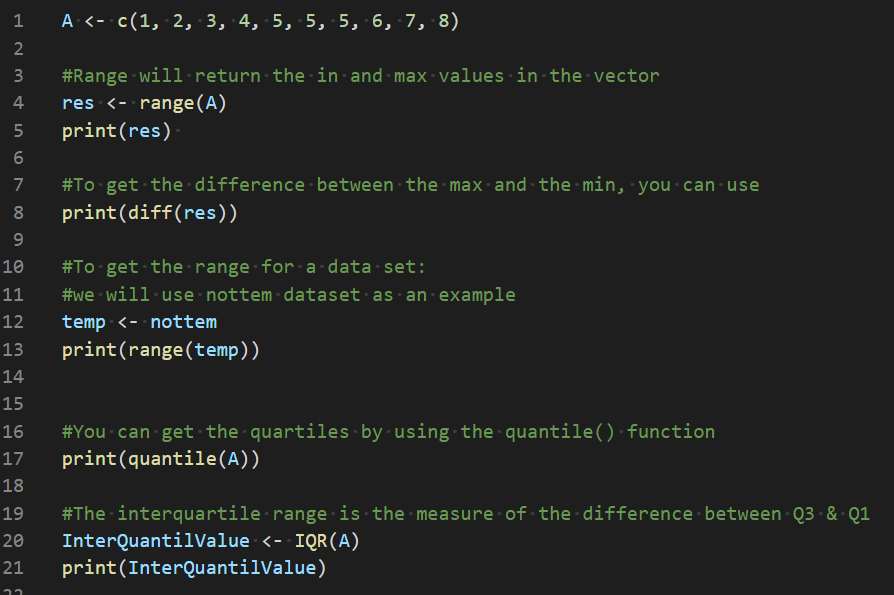 1 A <- c(1, 2, 3, 4, 5, 5, 5, 6, 7, 8)
2
3 #Range will return the in and max values in the vector
4 res <- range(A)
5 print(res)
6
7 #To get the difference between the max and the min, you can use
8 print(diff(res))
9
10 #To get the range for a data set:
11 #we will use nottem dataset as an example
12 temp <- nottem
13 print(range(temp))
14
15
16 #You can get the quartiles by using the quantile() function
17 print(quantile(A))
18
19 #The interquartile range is the measure of the difference between Q3 & Q1
20 InterQuantilValue <- IQR(A)
21 print(InterQuantilValue)
22